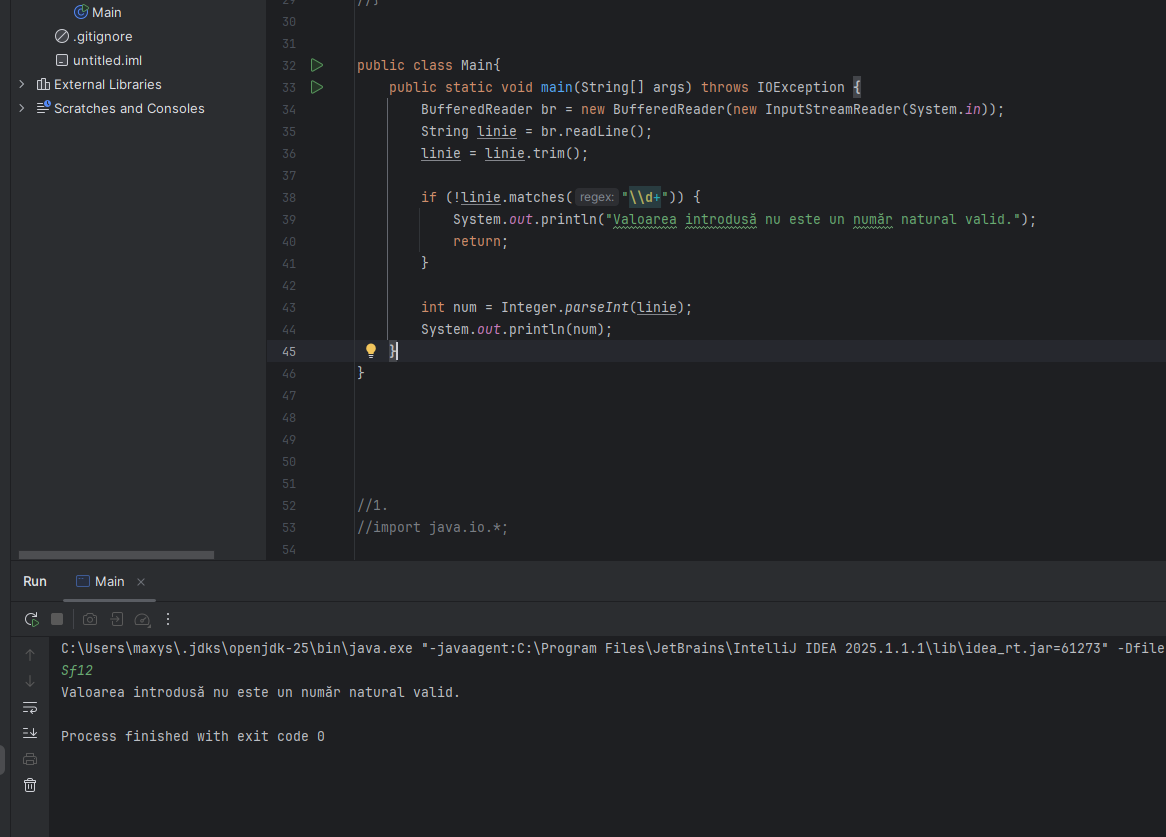 Main
.gitignore
untitled.iml
External Libraries
Scratches and Consoles
29 //}
30
31
32 public class Main{
33 public static void main(String[] args) throws IOException {
34 BufferedReader br = new BufferedReader(new InputStreamReader(System.in));
35 String linie = br.readLine();
36 linie = linie.trim();
37
38 if (!linie.matches( regex: "\\d+")) {
39 System.out.println("Valoarea introdusă nu este un număr natural valid.");
40 return;
41 }
42
43 int num = Integer.parseInt(linie);
44 System.out.println(num);
45 }
46 }
47
48
49
50
51
52 //1.
53 //import java.io.*;
54
Run Main
C:\Users\maxys\.jdks\openjdk-25\bin\java.exe "-javaagent:C:\Program Files\JetBrains\IntelliJ IDEA 2025.1.1.1\lib\idea_rt.jar=61273" -Dfile
Sf12
Valoarea introdusă nu este un număr natural valid.
Process finished with exit code 0